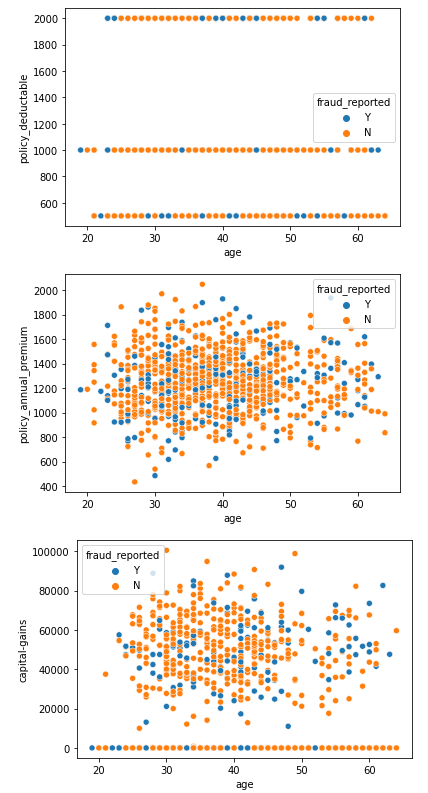 2000
1800
1600
1400
1200
1000
800
600
policy_deductable
fraud_reported
Y
N
20 30 40 50 60
age
2000
1800
1600
1400
1200
1000
800
600
400
policy_annual_premium
fraud_reported
Y
N
20 30 40 50 60
age
100000
80000
60000
40000
20000
0
capital-gains
fraud_reported
Y
N
20 30 40 50 60
age